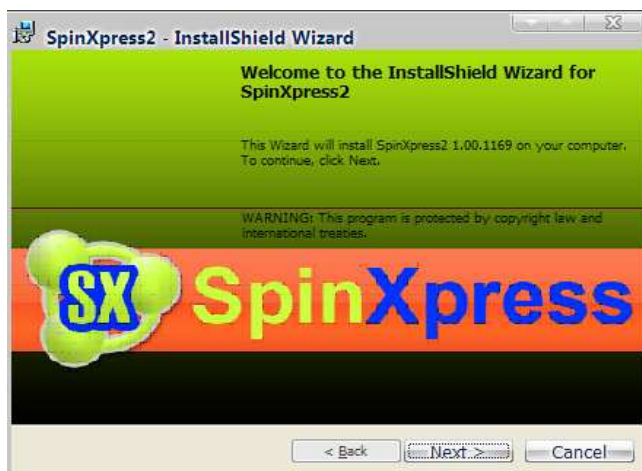 SpinXpress2 - InstallShield Wizard
Welcome to the InstallShield Wizard for
SpinXpress2
This Wizard will install SpinXpress2 1.00.1169 on your computer.
To continue, click Next.
WARNING: This program is protected by copyright law and
international treaties.
SX SpinXpress
< Back Next > Cancel